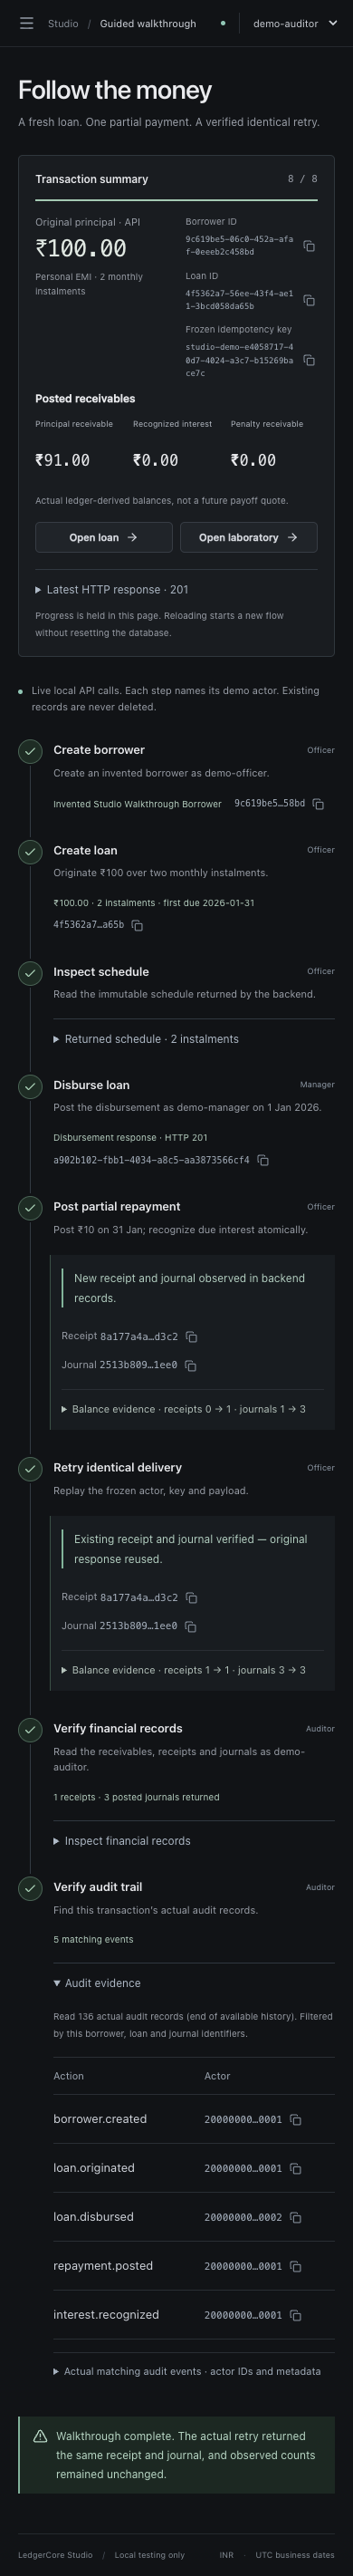 Studio / Guided walkthrough
demo-auditor
Follow the money
A fresh loan. One partial payment. A verified identical retry.
Transaction summary
8 / 8
Original principal · API
₹100.00
Personal EMI · 2 monthly
instalments
Borrower ID
9c619be5-06c0-452a-afa
f-0eeeb2c458bd
Loan ID
4f5362a7-56ee-43f4-ae1
1-3bcd058da65b
Frozen idempotency key
studio-demo-e4058717-4
0d7-4024-a3c7-b15269ba
ce7c
Posted receivables
Principal receivable
Recognized interest
Penalty receivable
₹91.00
₹0.00
₹0.00
Actual ledger-derived balances, not a future payoff quote.
Open loan →
Open laboratory →
Latest HTTP response · 201
Progress is held in this page. Reloading starts a new flow
without resetting the database.
Live local API calls. Each step names its demo actor. Existing
records are never deleted.
Create borrower
Officer
Create an invented borrower as demo-officer.
Invented Studio Walkthrough Borrower
9c619be5…58bd
Create loan
Officer
Originate ₹100 over two monthly instalments.
₹100.00 · 2 Instalments · first due 2026-01-31
4f5362a7…a65b
Inspect schedule
Officer
Read the immutable schedule returned by the backend.
Returned schedule · 2 instalments
Disburse loan
Manager
Post the disbursement as demo-manager on 1 Jan 2026.
Disbursement response · HTTP 201
a902b102-fbb1-4034-a8c5-aa3873566cf4
Post partial repayment
Officer
Post ₹10 on 31 Jan; recognize due interest atomically.
New receipt and journal observed in backend
records.
Receipt 8a177a4a…d3c2
Journal 2513b809…1ee0
Balance evidence · receipts 0 → 1 · journals 1 → 3
Retry identical delivery
Officer
Replay the frozen actor, key and payload.
Existing receipt and journal verified — original
response reused.
Receipt 8a177a4a…d3c2
Journal 2513b809…1ee0
Balance evidence · receipts 1 → 1 · journals 3 → 3
Verify financial records
Auditor
Read the receivables, receipts and journals as demo-
auditor.
1 receipts · 3 posted journals returned
Inspect financial records
Verify audit trail
Auditor
Find this transaction's actual audit records.
5 matching events
Audit evidence
Read 136 actual audit records (end of available history). Filtered
by this borrower, loan and journal identifiers.
Action
Actor
borrower.created
20000000…0001
loan.originated
20000000…0001
loan.disbursed
20000000…0002
repayment.posted
20000000…0001
interest.recognized
20000000…0001
Actual matching audit events · actor IDs and metadata
Walkthrough complete. The actual retry returned
the same receipt and journal, and observed counts
remained unchanged.
LedgerCore Studio / Local testing only
INR · UTC business dates